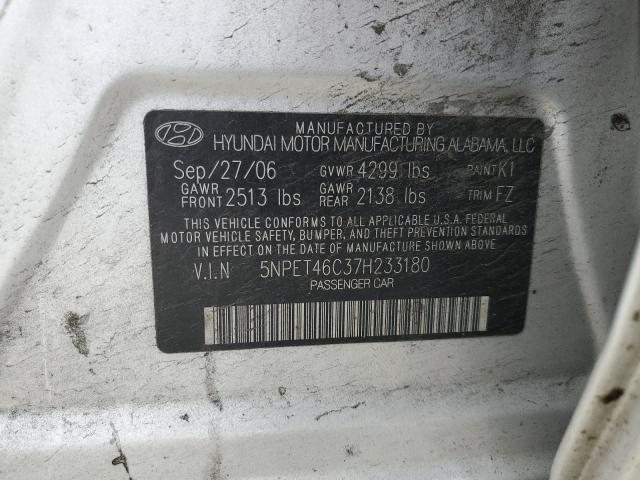 MANUFACTURED BY
HYUNDAI MOTOR MANUFACTURING ALABAMA, LLC
Sep/27/06 GVWR 4299 lbs PAINT K1
GAWR FRONT 2513 lbs GAWR REAR 2138 lbs TRIM FZ
THIS VEHICLE CONFORMS TO ALL APPLICABLE U.S.A. FEDERAL
MOTOR VEHICLE SAFETY, BUMPER, AND THEFT PREVENTION STANDARDS
IN EFFECT ON THE DATE OF MANUFACTURE SHOWN ABOVE
V.I.N 5NPET46C37H233180
PASSENGER CAR